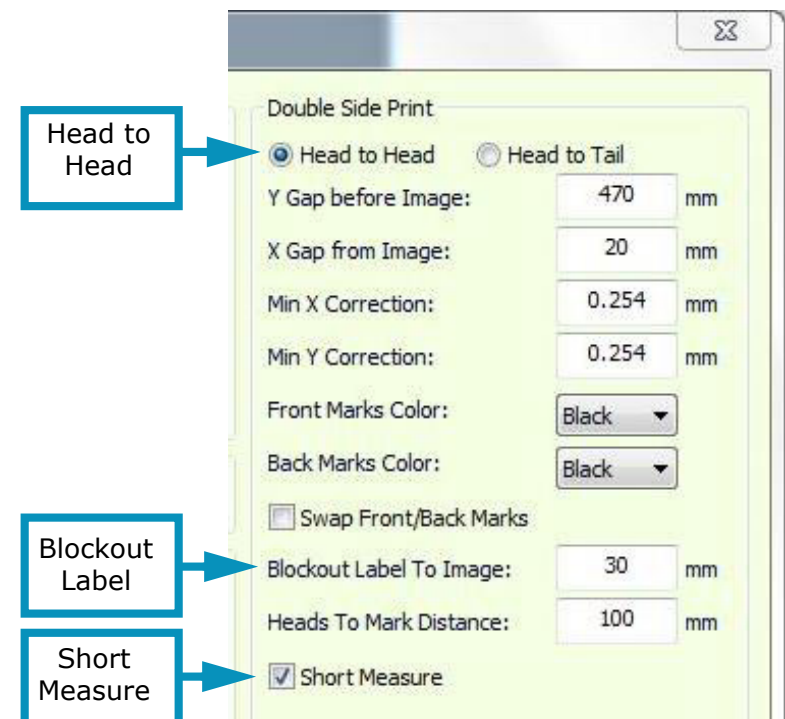 Double Side Print
Head to
Head
Head to Head
Head to Tail
Y Gap before Image:
470
mm
X Gap from Image:
20
mm
Min X Correction:
0.254
mm
Min Y Correction:
0.254
mm
Front Marks Color:
Black
Back Marks Color:
Black
Swap Front/Back Marks
Blockout
Label
Blockout Label To Image:
30
mm
Heads To Mark Distance:
100
mm
Short
Measure
Short Measure